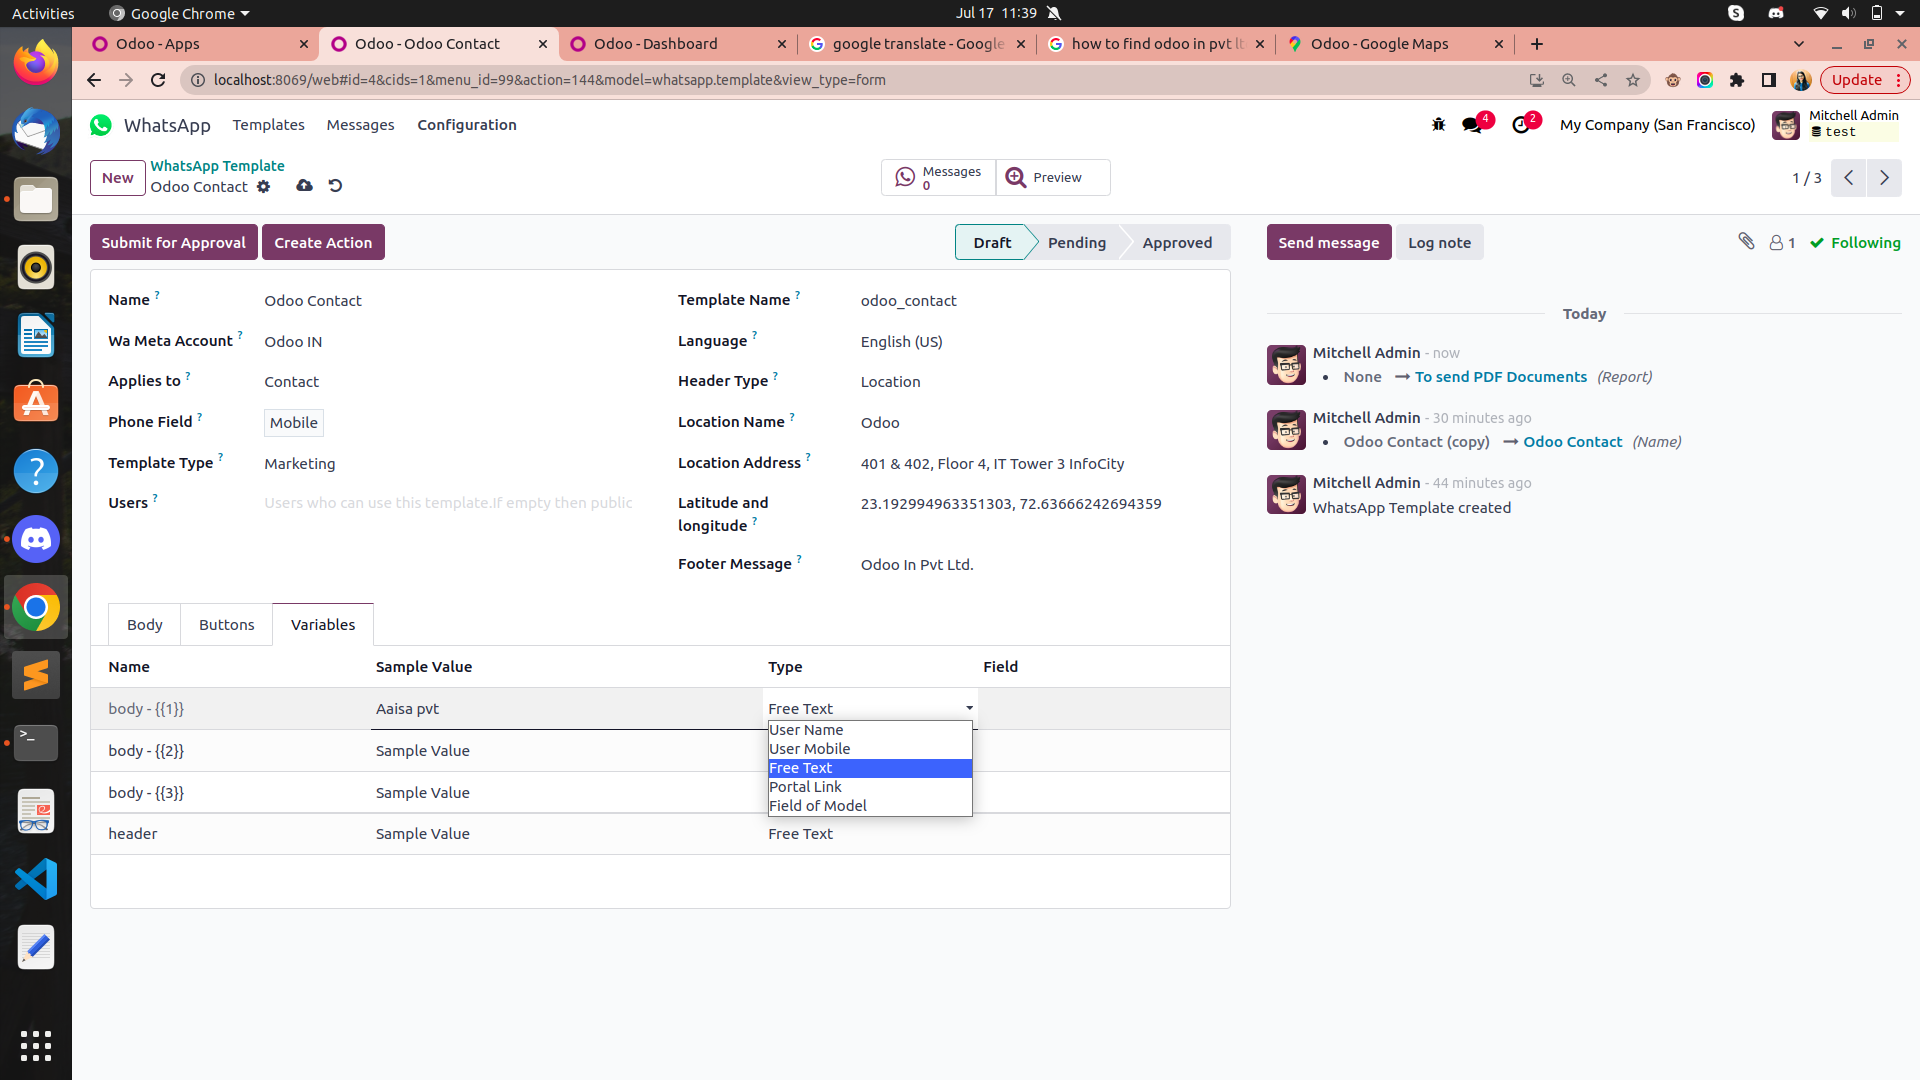 Activities
Google Chrome
Jul 17 11:39
Odoo - Apps
Odoo - Odoo Contact
Odoo - Dashboard
google translate - Google
how to find odoo in pvt lt
Odoo - Google Maps
localhost:8069/web#id=4&cids=1&menu_id=99&action=144&model=whatsapp.template&view_type=form
Update
WhatsApp
Templates
Messages
Configuration
4
2
My Company (San Francisco)
Mitchell Admin
test
New
WhatsApp Template
Odoo Contact
Messages
0
Preview
1 / 3
Submit for Approval
Create Action
Draft
Pending
Approved
Send message
Log note
1
Following
Name ?
Odoo Contact
Wa Meta Account ?
Odoo IN
Applies to ?
Contact
Phone Field ?
Mobile
Template Type ?
Marketing
Users ?
Users who can use this template.If empty then public
Template Name ?
odoo_contact
Language ?
English (US)
Header Type ?
Location
Location Name ?
Odoo
Location Address ?
401 & 402, Floor 4, IT Tower 3 InfoCity
Latitude and
longitude ?
23.192994963351303, 72.63666242694359
Footer Message ?
Odoo In Pvt Ltd.
Body
Buttons
Variables
Name
Sample Value
Type
Field
body - {{1}}
Aaisa pvt
Free Text
User Name
User Mobile
Free Text
Portal Link
Field of Model
body - {{2}}
Sample Value
body - {{3}}
Sample Value
header
Sample Value
Free Text
Today
Mitchell Admin - now
None → To send PDF Documents (Report)
Mitchell Admin - 30 minutes ago
Odoo Contact (copy) → Odoo Contact (Name)
Mitchell Admin - 44 minutes ago
WhatsApp Template created